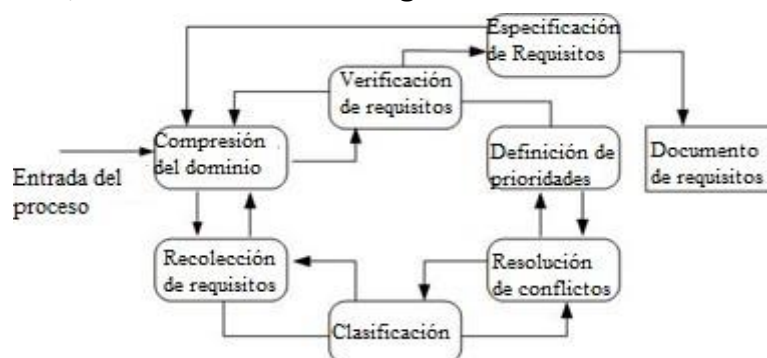 Especificación
de Requisitos
Verificación
de requisitos
Compresión
del dominio
Definición de
prioridades
Documento
de requisitos
Entrada del
proceso
Recolección
de requisitos
Resolución
de conflictos
Clasificación